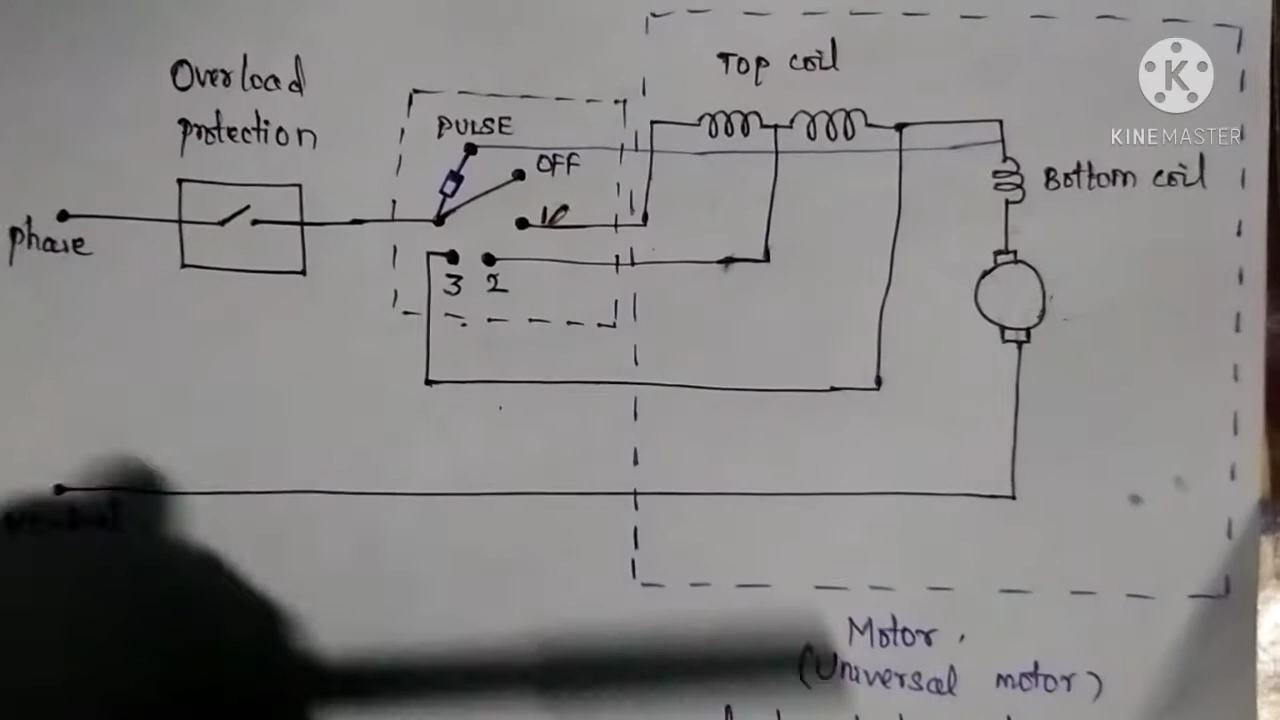 Overload
protection
PULSE
OFF
3 2
phase
Top coil
Bottom coil
Motor.
(Universal motor)
K
KINEMASTER